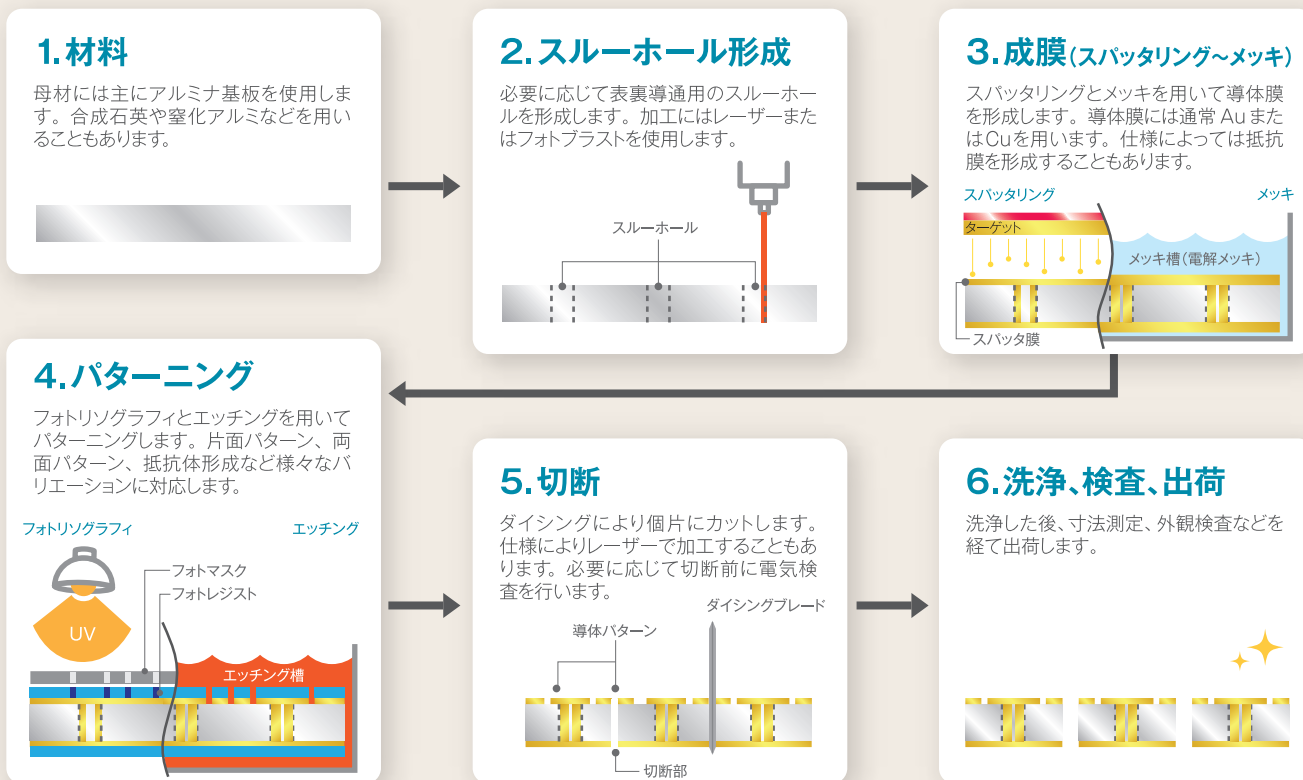 1.材料
母材には主にアルミナ基板を使用しま
す。合成石英や窒化アルミなどを用い
ることもあります。
2.スルーホール形成
必要に応じて表裏導通用のスルーホー
ルを形成します。加工にはレーザーまた
はフォトブラストを使用します。
スルーホール
3.成膜(スパッタリング~メッキ)
スパッタリングとメッキを用いて導体膜
を形成します。導体膜には通常Auまた
はCuを用います。仕様によっては抵抗
膜を形成することもあります。
スパッタリング
メッキ
ターゲット
メッキ槽(電解メッキ)
スパッタ膜
4.パターニング
フォトリソグラフィとエッチングを用いて
パターニングします。片面パターン、両
面パターン、抵抗体形成など様々なバ
リエーションに対応します。
フォトリソグラフィ
エッチング
フォトマスク
フォトレジスト
UV
エッチング槽
5.切断
ダイシングにより個片にカットします。
仕様によりレーザーで加工することもあ
ります。必要に応じて切断前に電気検
査を行います。
ダイシングブレード
導体パターン
切断部
6.洗浄、検査、出荷
洗浄した後、寸法測定、外観検査などを
経て出荷します。